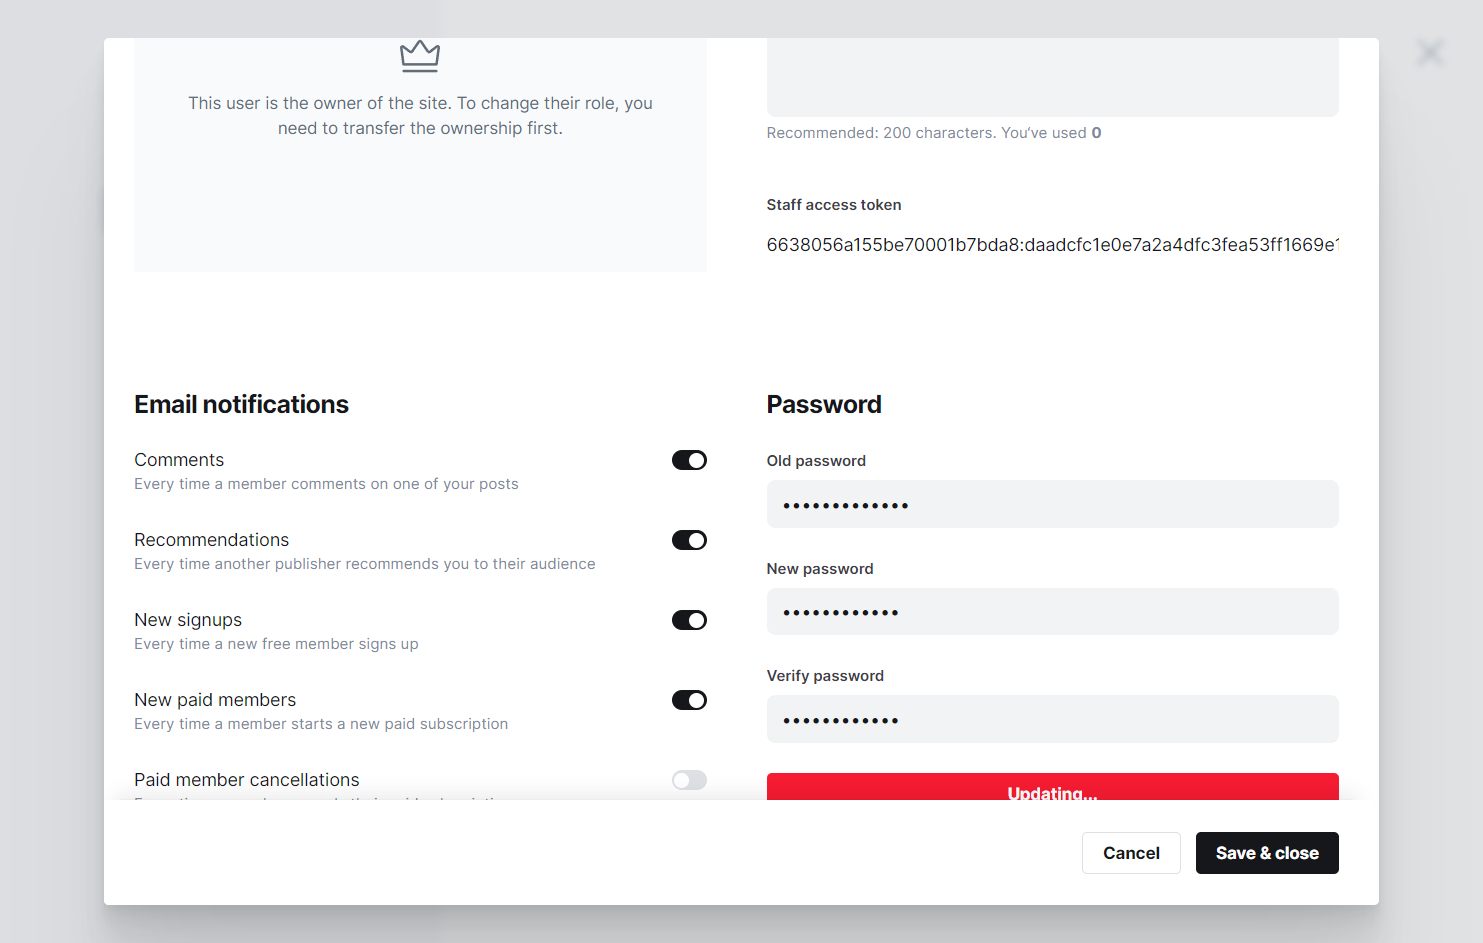 This user is the owner of the site. To change their role, you
need to transfer the ownership first.
Recommended: 200 characters. You've used 0
Staff access token
6638056a155be70001b7bda8:daadcfc1e0e7a2a4dfc3fea53ff1669e1
Email notifications
Comments
Every time a member comments on one of your posts
Recommendations
Every time another publisher recommends you to their audience
New signups
Every time a new free member signs up
New paid members
Every time a member starts a new paid subscription
Paid member cancellations
Password
Old password
•••••••••••••
New password
••••••••••••
Verify password
••••••••••••
Updating...
Cancel
Save & close